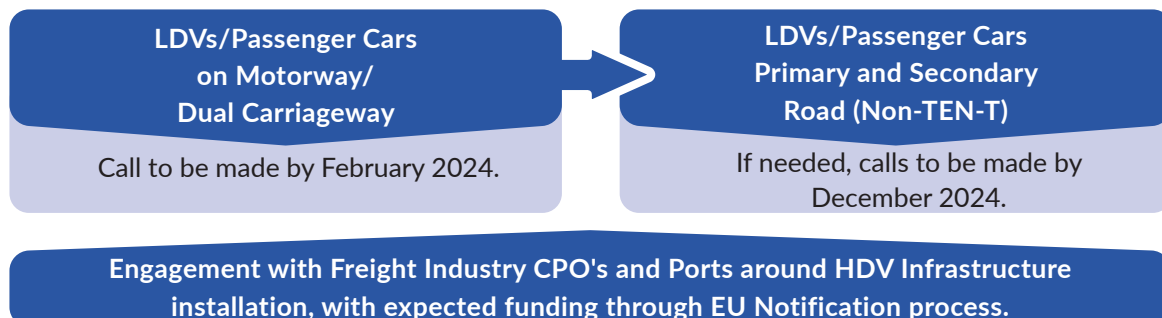 LDVs/Passenger Cars
on Motorway/
Dual Carriageway
Call to be made by February 2024.
LDVs/Passenger Cars
Primary and Secondary
Road (Non-TEN-T)
If needed, calls to be made by
December 2024.
Engagement with Freight Industry CPO's and Ports around HDV Infrastructure
installation, with expected funding through EU Notification process.